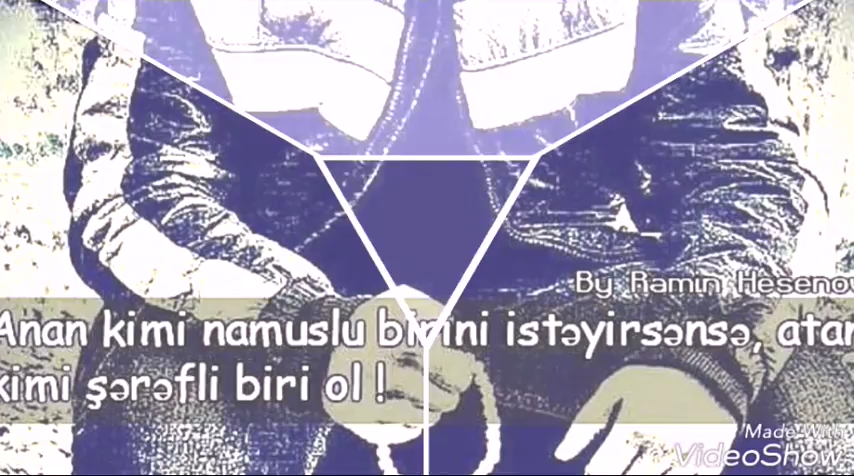 By Ramin Hesenov
Anan kimi namuslu birini istəyirsənsə, atan
kimi şərəfli biri ol!
Made With
VideoShow